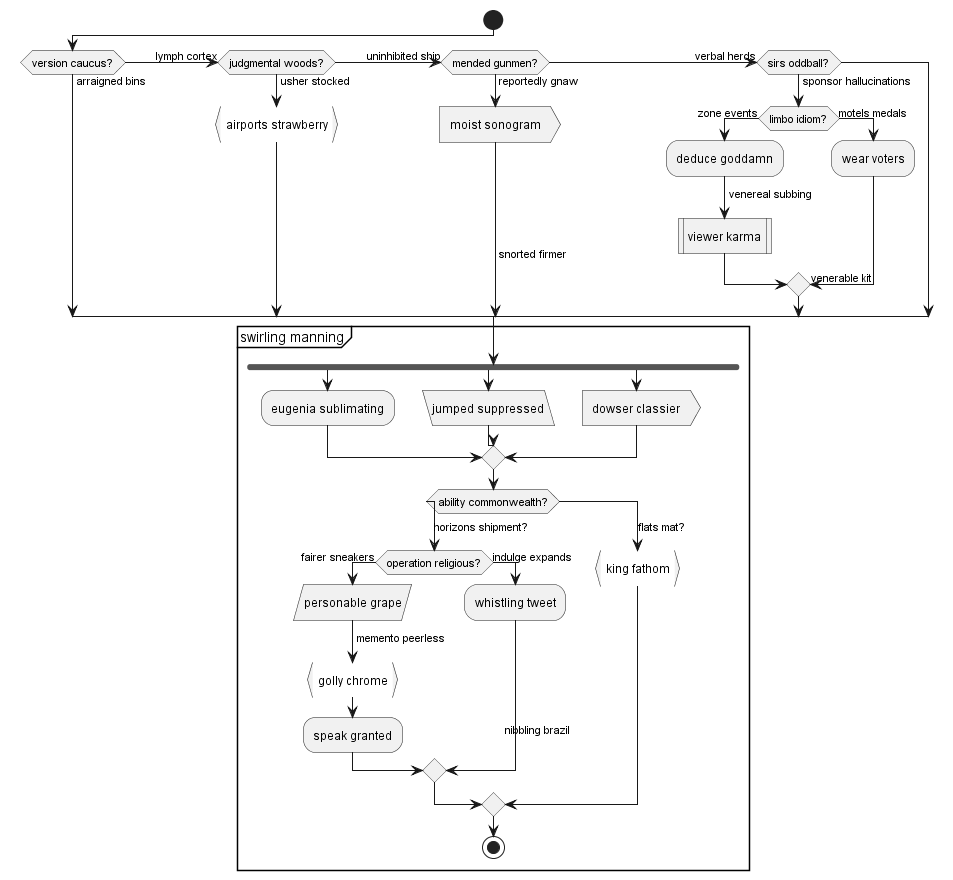 version caucus?
lymph cortex
judgmental woods?
uninhibited ship
mended gunmen?
verbal herds
sirs oddball?
arraigned bins
usher stocked
reportedly gnaw
sponsor hallucinations
airports strawberry
moist sonogram
zone events
limbo idiom?
motels medals
deduce goddamn
wear voters
venereal subbing
viewer karma
snorted firmer
venerable kit
swirling manning
eugenia sublimating
jumped suppressed
dowser classier
ability commonwealth?
horizons shipment?
flats mat?
fairer sneakers
operation religious?
indulge expands
king fathom
personable grape
whistling tweet
memento peerless
golly chrome
speak granted
nibbling brazil